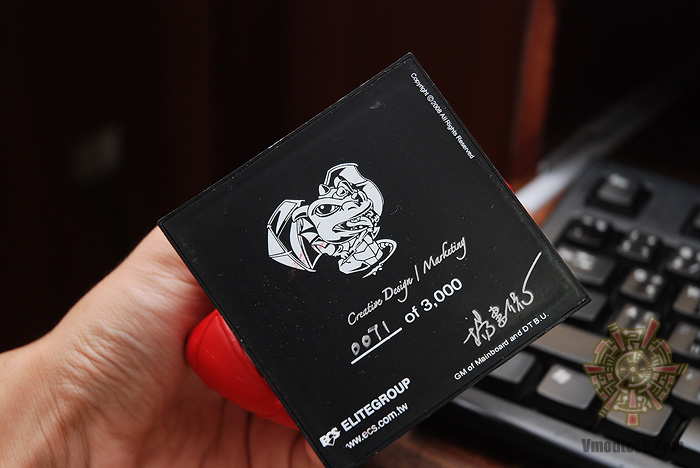 Copyright © 2008 All Rights Reserved
Creative Design / Marketing
0071 of 3,000
GM of Mainboard and DT B.U.
ECS ELITEGROUP
www.ecs.com.tw